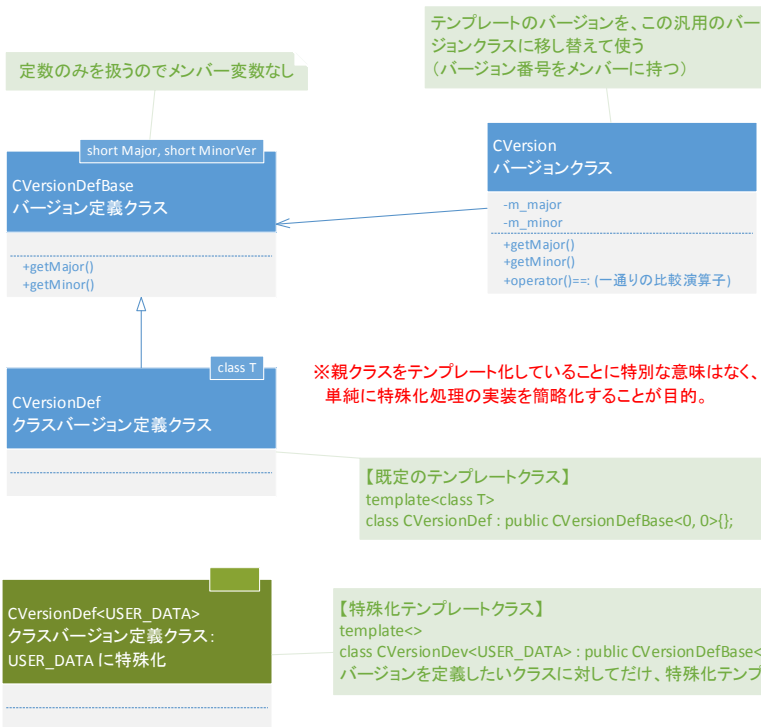 テンプレートのバージョンを、この汎用のバー
ジョンクラスに移し替えて使う
(バージョン番号をメンバーに持つ)
定数のみを扱うのでメンバー変数なし
short Major, short MinorVer
CVersionDefBase
バージョン定義クラス
+getMajor()
+getMinor()
CVersion
バージョンクラス
-m_major
-m_minor
+getMajor()
+getMinor()
+operator()==: (一通りの比較演算子)
class T
CVersionDef
クラスバージョン定義クラス
※親クラスをテンプレート化していることに特別な意味はなく、
単純に特殊化処理の実装を簡略化することが目的。
【既定のテンプレートクラス】
template<class T>
class CVersionDef : public CVersionDefBase<0, 0>{};
CVersionDef<USER_DATA>
クラスバージョン定義クラス:
USER_DATA に特殊化
【特殊化テンプレートクラス】
template<>
class CVersionDev<USER_DATA> : public CVersionDefBase<
バージョンを定義したいクラスに対してだけ、特殊化テンプ